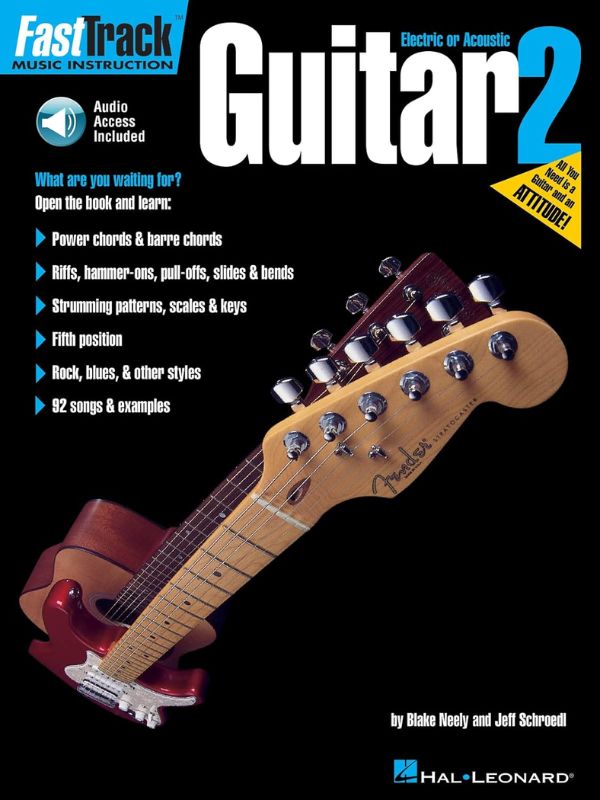 FastTrack™
MUSIC INSTRUCTION
Electric or Acoustic
Guitar 2
Audio
Access
Included
All You
Need is a
Guitar and an
ATTITUDE!
What are you waiting for?
Open the book and learn:
Power chords & barre chords
Riffs, hammer-ons, pull-offs, slides & bends
Strumming patterns, scales & keys
Fifth position
Rock, blues, & other styles
92 songs & examples
Fender
STRATOCASTER
by Blake Neely and Jeff Schroedl
HAL•LEONARD®